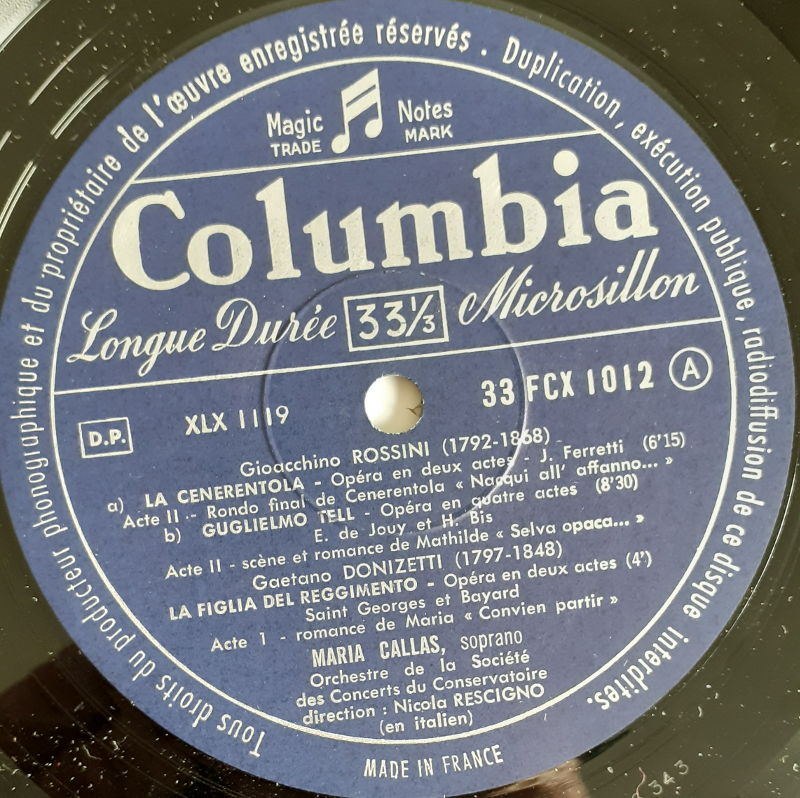 Tous droits du producteur phonographique et du propriétaire de l'œuvre enregistrée réservés . Duplication, exécution publique, radiodiffusion de ce disque interdites.
Magic Notes
TRADE MARK
Columbia
Longue Durée 33⅓ Microsillon
D.P. XLX 1119 33 FCX 1012 A
Gioacchino ROSSINI (1792-1868)
a) LA CENERENTOLA - Opéra en deux actes - J. Ferretti (6'15)
Acte II - Rondo final de Cenerentola « Nacqui all' affanno... »
b) GUGLIELMO TELL - Opéra en quatre actes (8'30)
E. de Jouy et H. Bis
Acte II - scène et romance de Mathilde « Selva opaca... »
Gaetano DONIZETTI (1797-1848)
LA FIGLIA DEL REGGIMENTO - Opéra en deux actes (4')
Saint Georges et Bayard
Acte 1 - romance de Maria « Convien partir »
MARIA CALLAS, soprano
Orchestre de la Société
des Concerts du Conservatoire
direction : Nicola RESCIGNO
(en italien)
MADE IN FRANCE
343